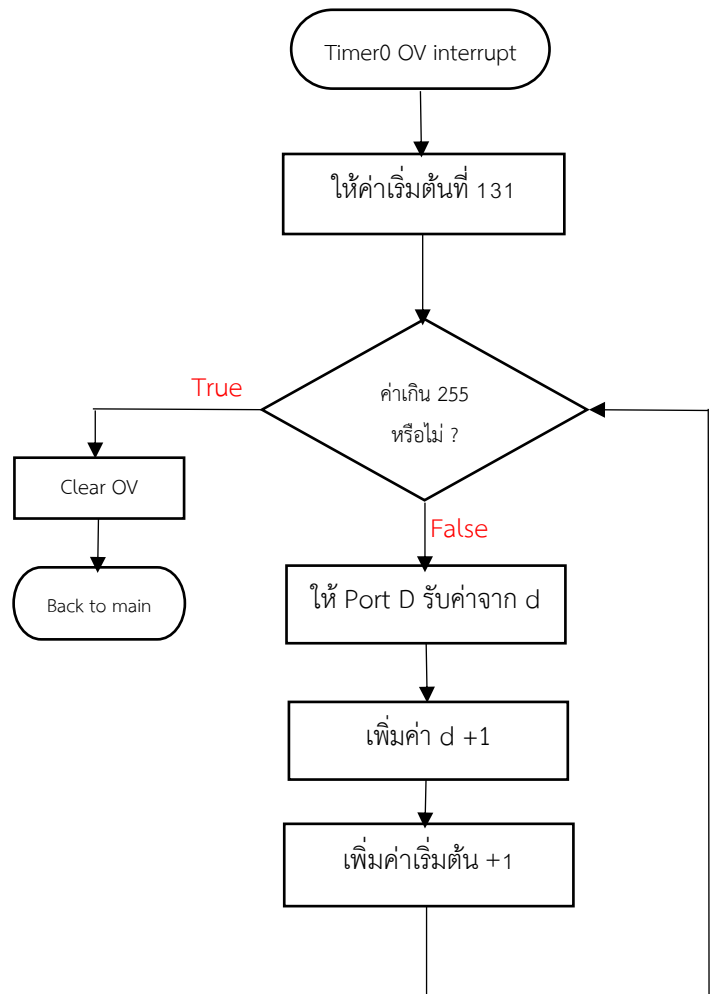 Timer0 OV interrupt
ให้ค่าเริ่มต้นที่ 131
True
ค่าเกิน 255
หรือไม่ ?
Clear OV
False
Back to main
ให้ Port D รับค่าจาก d
เพิ่มค่า d +1
เพิ่มค่าเริ่มต้น +1